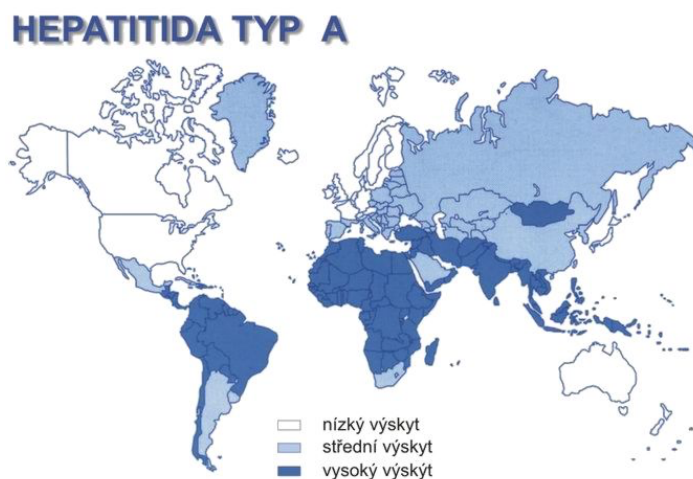 HEPATITIDA TYP A
nízký výskyt
střední výskyt
vysoký výskýt